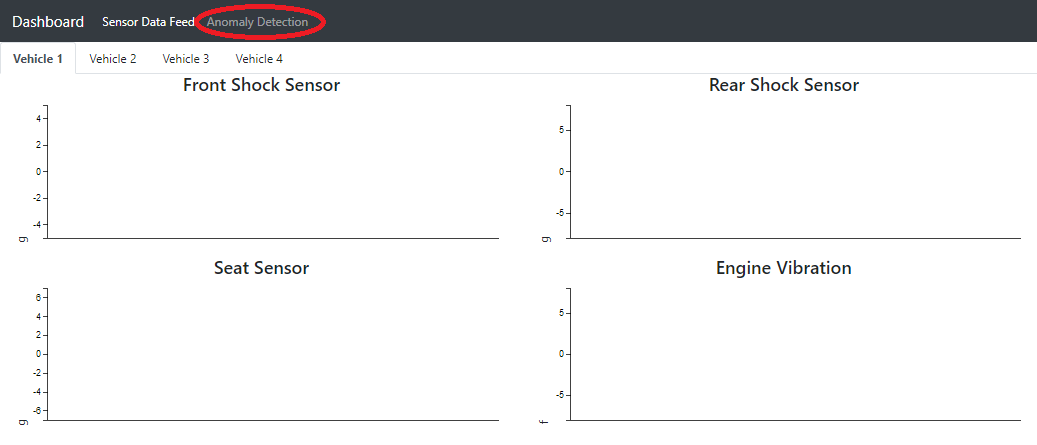 Dashboard Sensor Data Feed Anomaly Detection
Vehicle 1 Vehicle 2 Vehicle 3 Vehicle 4
Front Shock Sensor
4
2
0
-2
-4
g
Rear Shock Sensor
5
0
-5
g
Seat Sensor
6
4
2
0
-2
-4
-6
g
Engine Vibration
5
0
-5
f